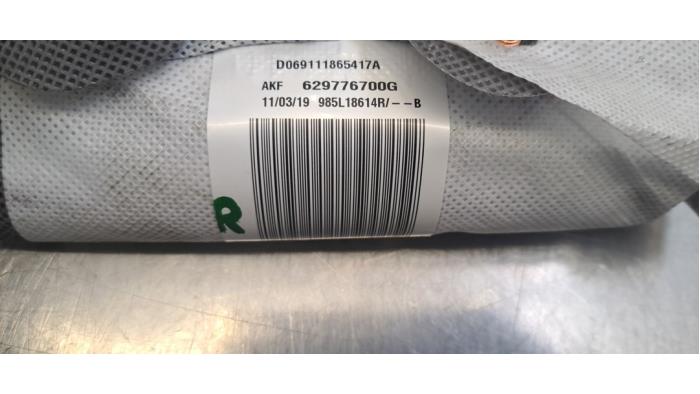 D069111865417A
AKF 629776700G
11/03/19 985L18614R/--B
R